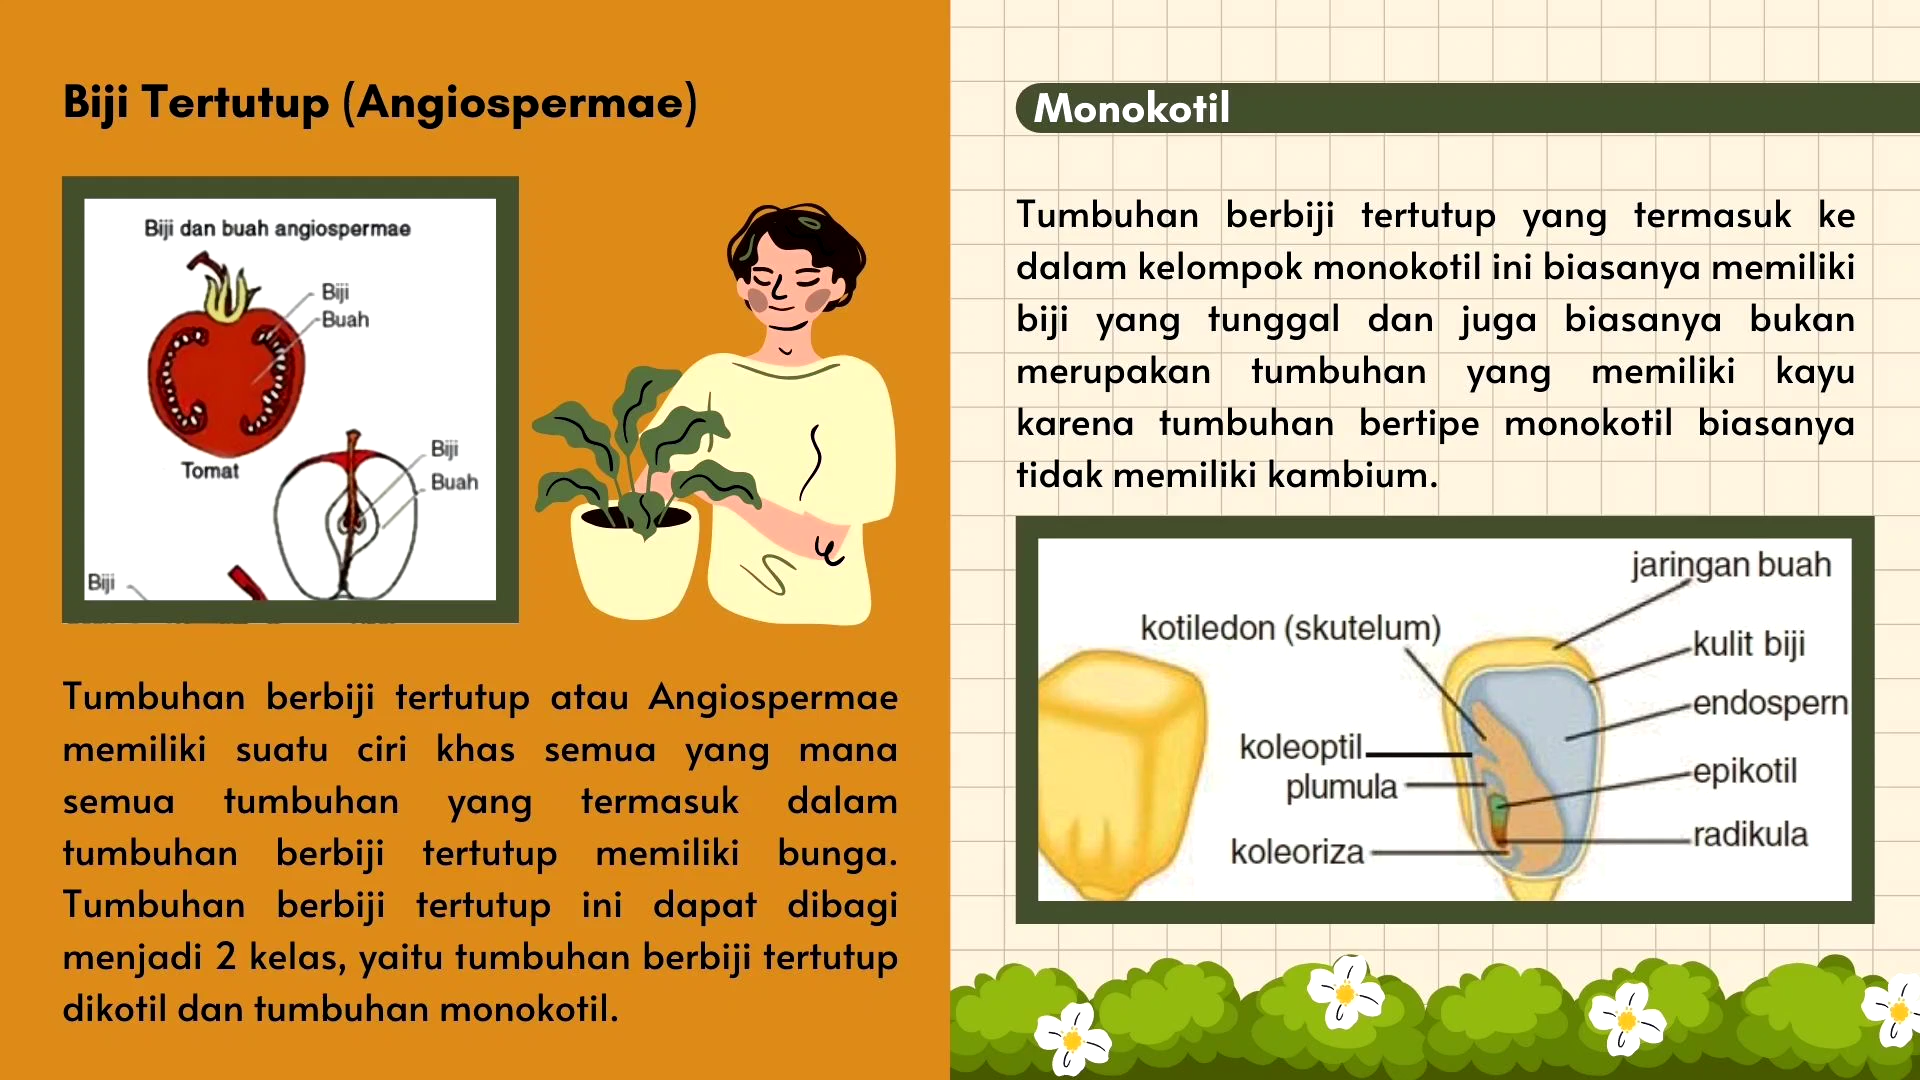 Biji Tertutup (Angiospermae)
Biji dan buah angiospermae
Biji
Buah
Tomat
Biji
Buah
Biji
Tumbuhan berbiji tertutup atau Angiospermae
memiliki suatu ciri khas semua yang mana
semua tumbuhan yang termasuk dalam
tumbuhan berbiji tertutup memiliki bunga.
Tumbuhan berbiji tertutup ini dapat dibagi
menjadi 2 kelas, yaitu tumbuhan berbiji tertutup
dikotil dan tumbuhan monokotil.
Monokotil
Tumbuhan berbiji tertutup yang termasuk ke
dalam kelompok monokotil ini biasanya memiliki
biji yang tunggal dan juga biasanya bukan
merupakan tumbuhan yang memiliki kayu
karena tumbuhan bertipe monokotil biasanya
tidak memiliki kambium.
jaringan buah
kotiledon (skutelum)
kulit biji
endospern
koleoptil
epikotil
plumula
radikula
koleoriza